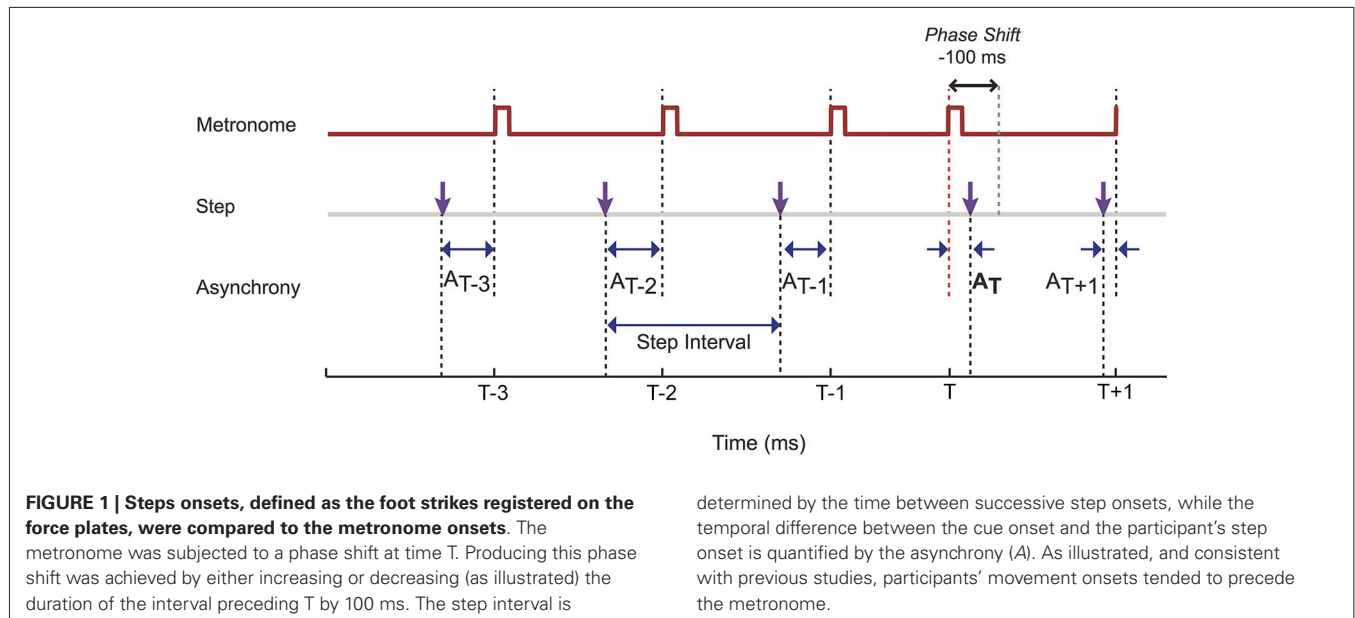 Phase Shift
-100 ms
Metronome
Step
Asynchrony
AT-3
AT-2
AT-1
AT
AT+1
Step Interval
T-3
T-2
T-1
T
T+1
Time (ms)
FIGURE 1 | Steps onsets, defined as the foot strikes registered on the
force plates, were compared to the metronome onsets. The
metronome was subjected to a phase shift at time T. Producing this phase
shift was achieved by either increasing or decreasing (as illustrated) the
duration of the interval preceding T by 100 ms. The step interval is
determined by the time between successive step onsets, while the
temporal difference between the cue onset and the participant's step
onset is quantified by the asynchrony (A). As illustrated, and consistent
with previous studies, participants' movement onsets tended to precede
the metronome.